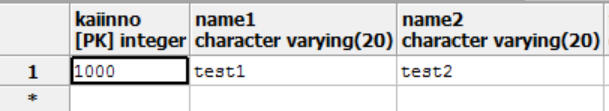 kaiinno name1 name2
[PK] integer character varying(20) character varying(20)
1 1000 test1 test2
*